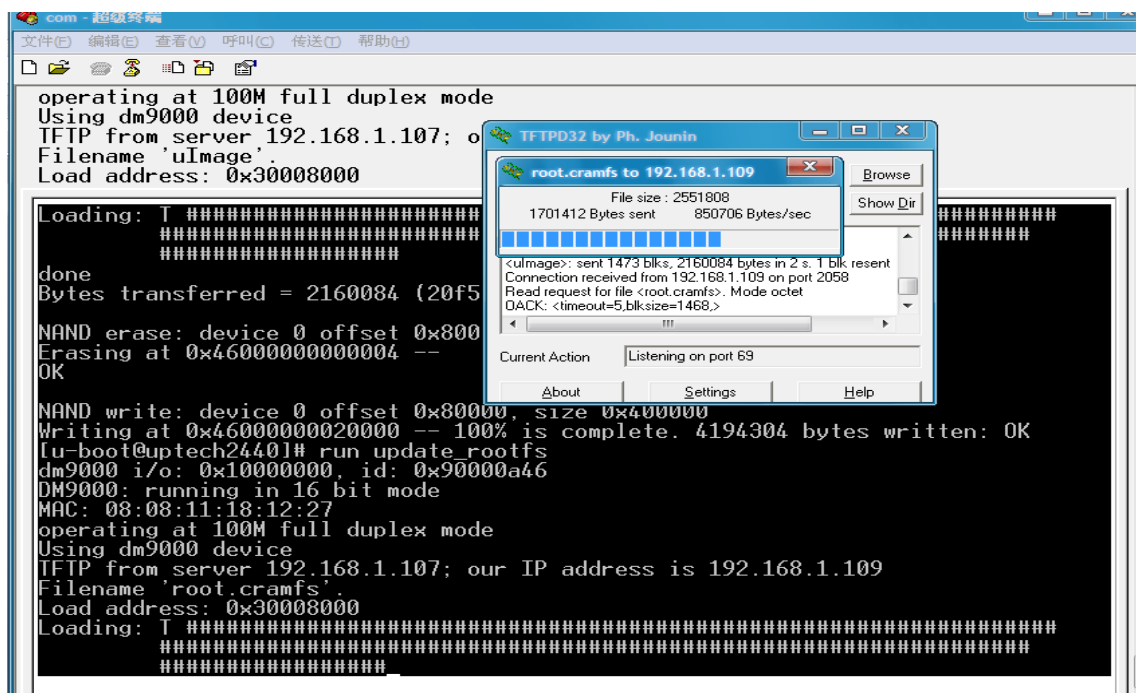 com - 超级终端
文件(F) 编辑(E) 查看(V) 呼叫(C) 传送(T) 帮助(H)
operating at 100M full duplex mode
Using dm9000 device
TFTP from server 192.168.1.107; o
Filename 'uImage'.
Load address: 0x30008000
Loading: T ######################## #########
######################## #######
##################
done
Bytes transferred = 2160084 (20f5
NAND erase: device 0 offset 0x800
Erasing at 0x46000000000004 --
OK
NAND write: device 0 offset 0x80000, size 0x400000
Writing at 0x46000000020000 -- 100% is complete. 4194304 bytes written: OK
[u-boot@uptech2440]# run update_rootfs
dm9000 i/o: 0x10000000, id: 0x90000a46
DM9000: running in 16 bit mode
MAC: 08:08:11:18:12:27
operating at 100M full duplex mode
Using dm9000 device
TFTP from server 192.168.1.107; our IP address is 192.168.1.109
Filename 'root.cramfs'.
Load address: 0x30008000
Loading: T #################################################################
#################################################################
#################
TFTPD32 by Ph. Jounin
root.cramfs to 192.168.1.109
File size : 2551808
1701412 Bytes sent 850706 Bytes/sec
Browse
Show Dir
<uImage>: sent 1473 blks, 2160084 bytes in 2 s. 1 blk resent
Connection received from 192.168.1.109 on port 2058
Read request for file <root.cramfs>. Mode octet
OACK: <timeout=5,blksize=1468,>
Current Action Listening on port 69
About Settings Help